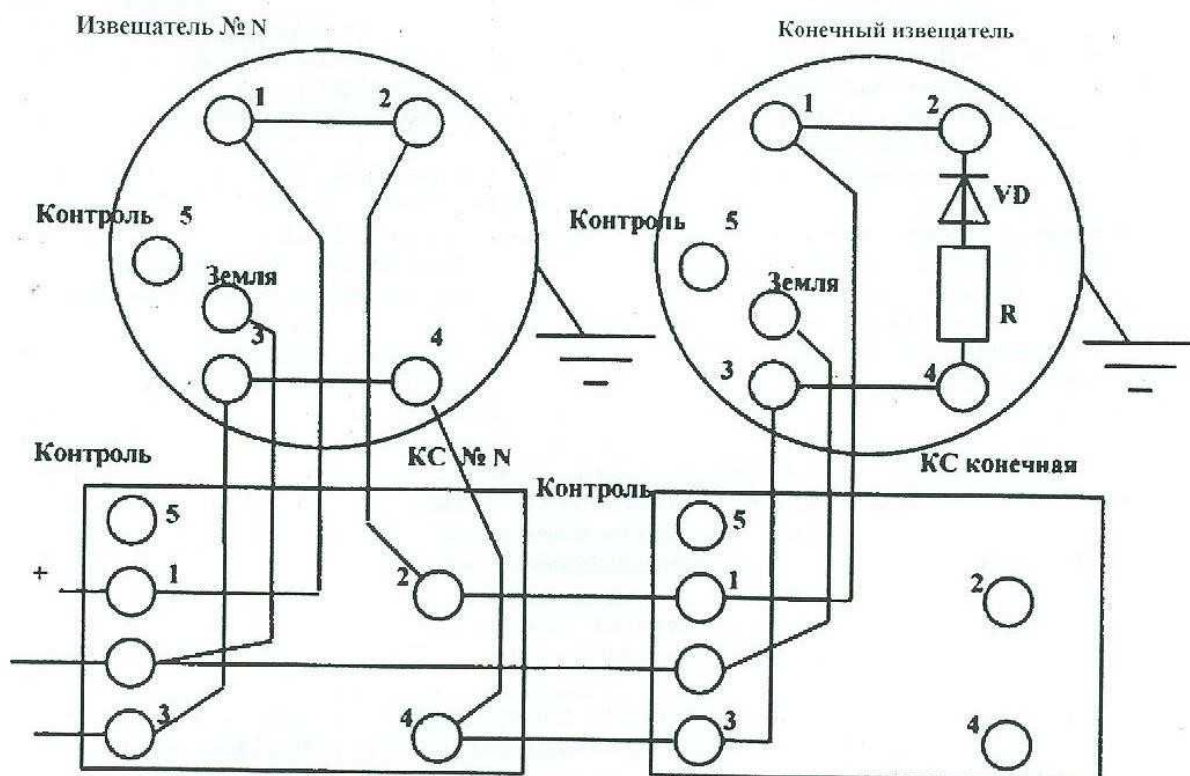 Извещатель № N
Конечный извещатель
1
2
1
2
VD
Контроль
5
Контроль
5
Земля
Земля
R
3
4
3
4
Контроль
КС № N
КС конечная
Контроль
5
5
+
1
2
1
2
3
4
3
4